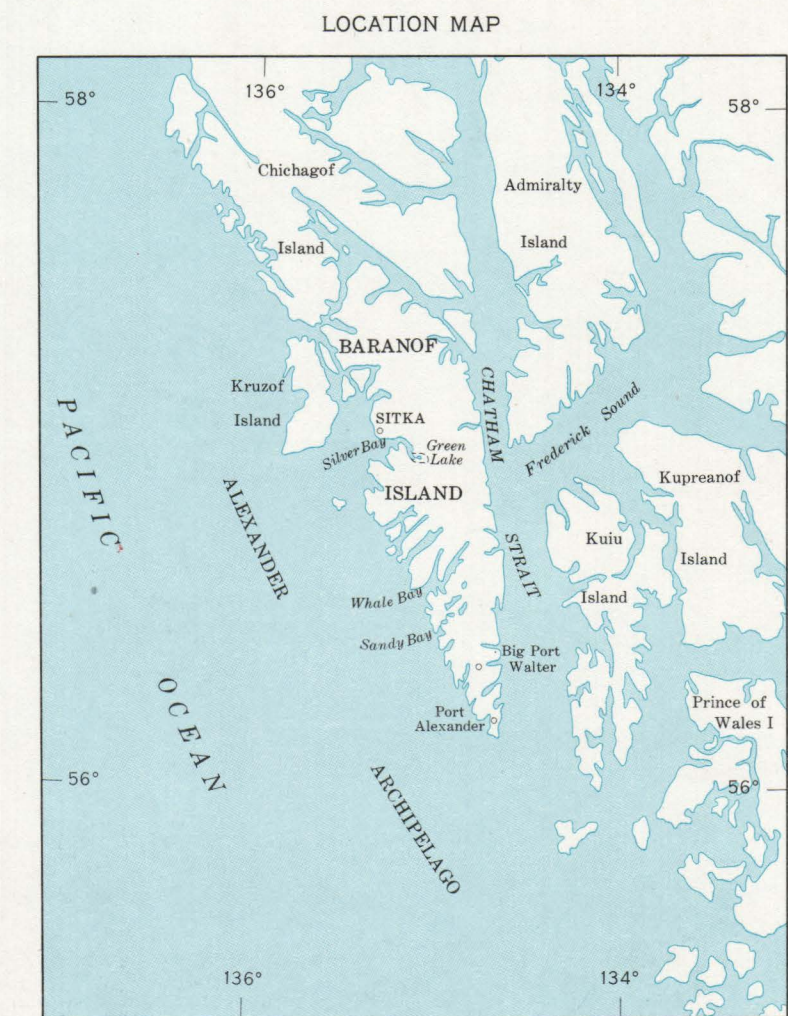 LOCATION MAP
136°
134°
58°
58°
Chichagof
Island
Admiralty
Island
BARANOF
ISLAND
Kruzof
Island
SITKA
Silver Bay
Green
Lake
CHATHAM
STRAIT
Frederick Sound
Kupreanof
Island
Kuiu
Island
PACIFIC
OCEAN
ALEXANDER
ARCHIPELAGO
Whale Bay
Sandy Bay
Big Port
Walter
Port
Alexander
Prince of
Wales I
56°
56°
136°
134°